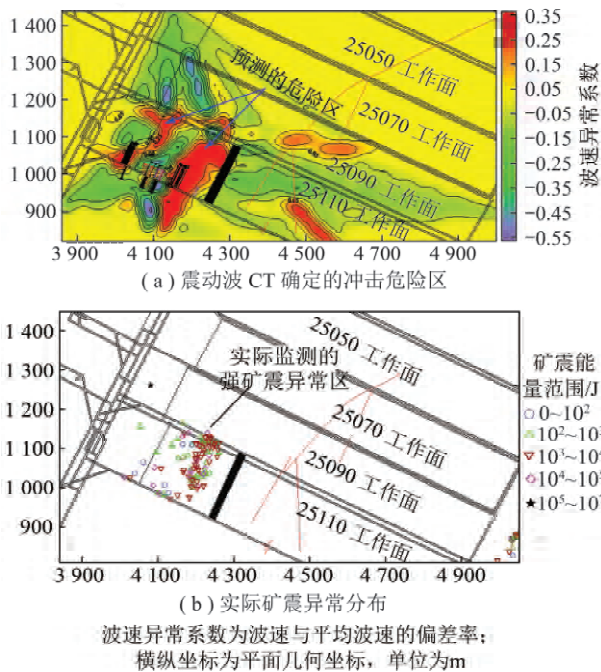 1 400
1 300
1 200
1 100
1 000
900
预测的危险区
25050 工作面
25070 工作面
25090 工作面
25110 工作面
0.35
0.25
0.15
0.05
−0.05
−0.15
−0.25
−0.35
−0.45
−0.55
波速异常系数
3 900 4 100 4 300 4 500 4 700 4 900
( a ) 震动波 CT 确定的冲击危险区
1 400
1 300
1 200
1 100
1 000
900
实际监测的
强矿震异常区
25050 工作面
25070 工作面
25090 工作面
25110 工作面
矿震能
量范围/J
0~10²
3 900 4 100 4 300 4 500 4 700 4 900
( b ) 实际矿震异常分布
波速异常系数为波速与平均波速的偏差率；
横纵坐标为平面几何坐标，单位为m